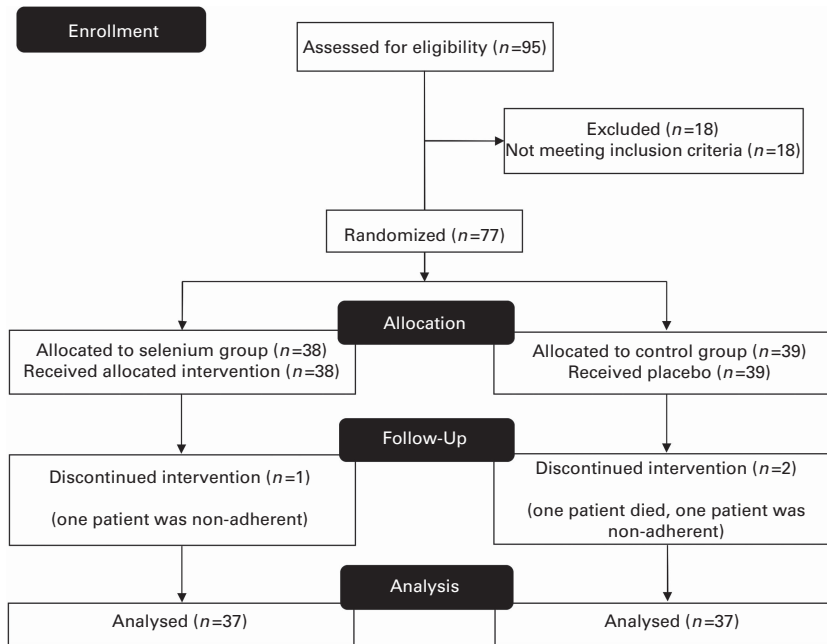 Enrollment
Assessed for eligibility (n=95)
Excluded (n=18)
Not meeting inclusion criteria (n=18)
Randomized (n=77)
Allocation
Allocated to selenium group (n=38)
Received allocated intervention (n=38)
Allocated to control group (n=39)
Received placebo (n=39)
Follow-Up
Discontinued intervention (n=1)
(one patient was non-adherent)
Discontinued intervention (n=2)
(one patient died, one patient was
non-adherent)
Analysis
Analysed (n=37)
Analysed (n=37)